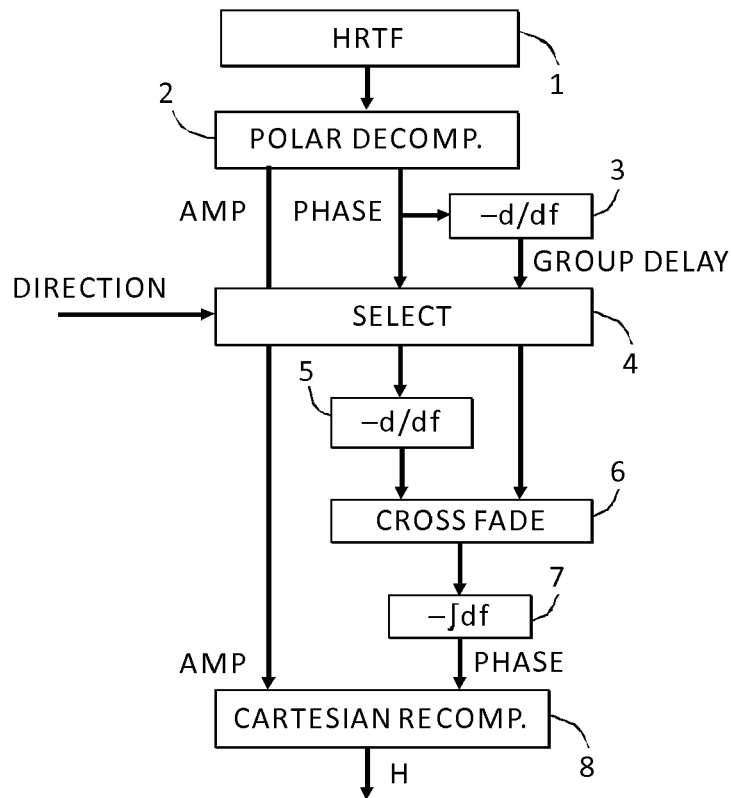 HRTF
1
2
POLAR DECOMP.
3
AMP
PHASE
−d/df
GROUP DELAY
DIRECTION
SELECT
4
5
−d/df
6
CROSS FADE
7
−∫df
AMP
PHASE
CARTESIAN RECOMP.
H
8